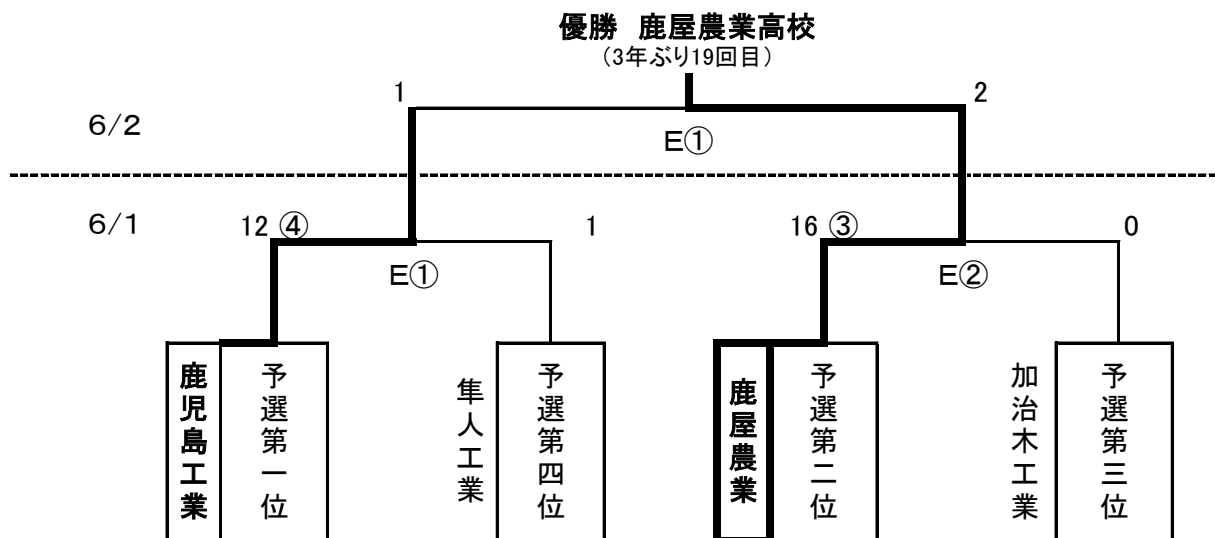 優勝 鹿屋農業高校
(3年ぶり19回目)
1
2
6/2
E①
6/1
12 ④
1
16 ③
0
E①
E②
鹿児島工業
予選第一位
隼人工業
予選第四位
鹿屋農業
予選第二位
加治木工業
予選第三位